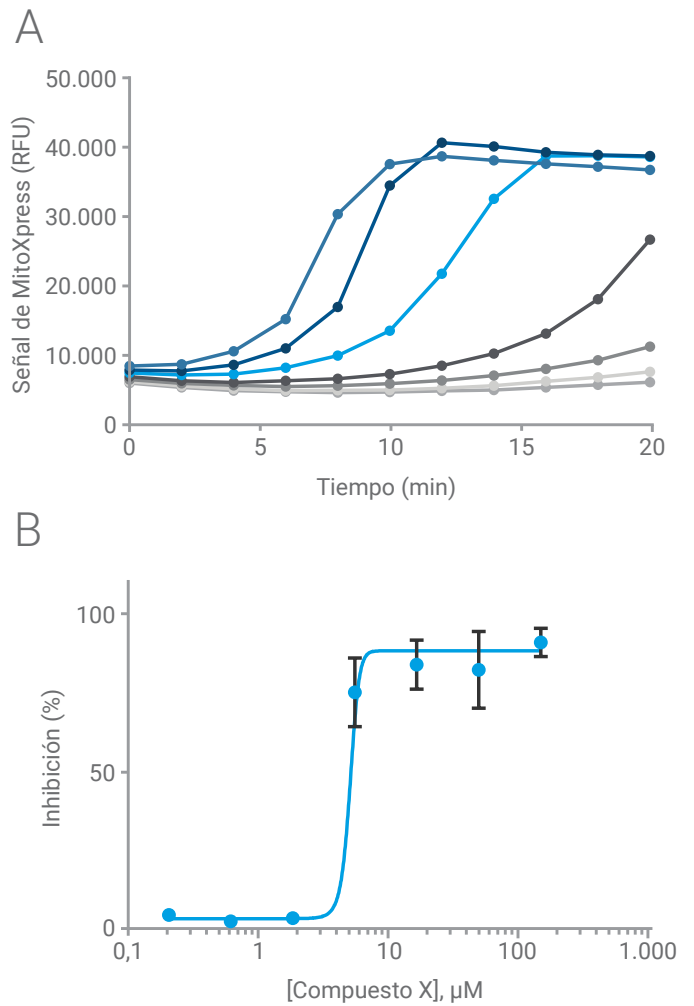 A
50.000
40.000
30.000
20.000
10.000
0
Señal de MitoXpress (RFU)
0 5 10 15 20
Tiempo (min)
B
100
50
0
Inhibición (%)
0,1 1 10 100 1.000
[Compuesto X], µM